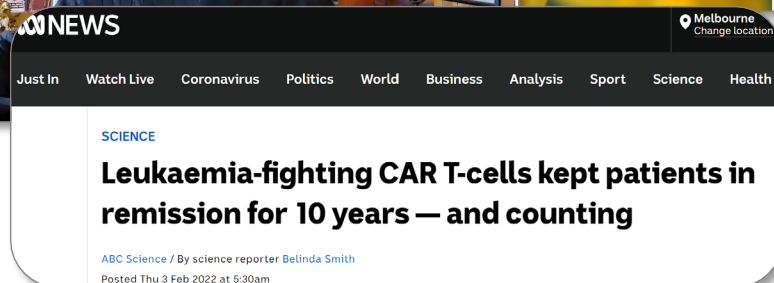 NEWS
Melbourne
Change location
Just In Watch Live Coronavirus Politics World Business Analysis Sport Science Health
SCIENCE
Leukaemia-fighting CAR T-cells kept patients in
remission for 10 years — and counting
ABC Science / By science reporter Belinda Smith
Posted Thu 3 Feb 2022 at 5:30am